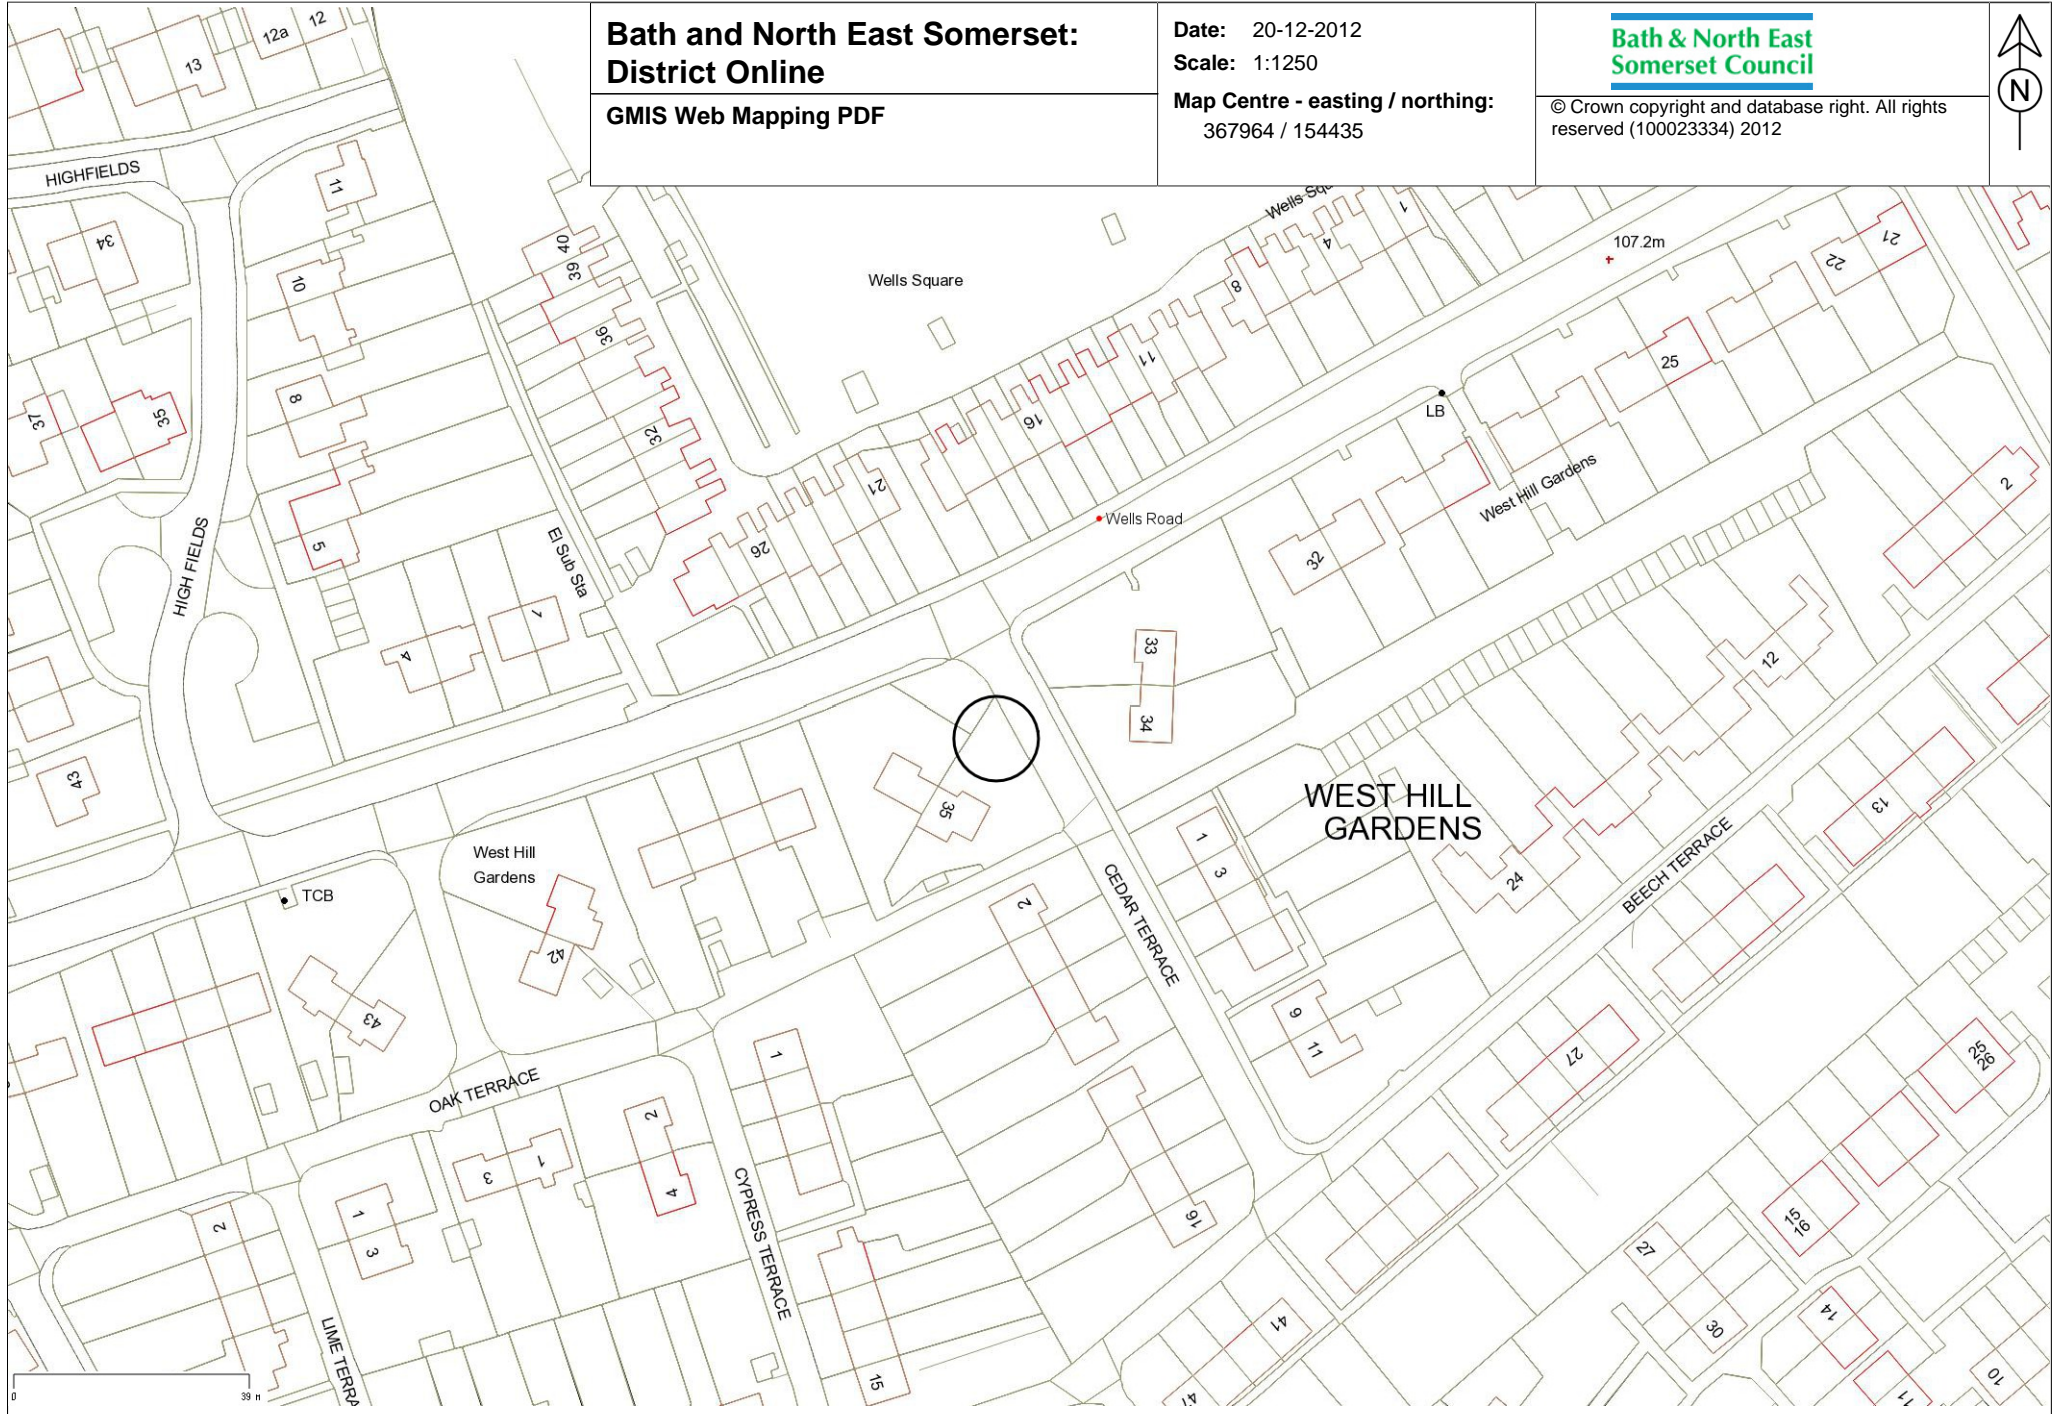 Bath and North East Somerset:
District Online
GMIS Web Mapping PDF
Date: 20-12-2012
Scale: 1:1250
Map Centre - easting / northing:
367964 / 154435
Bath & North East
Somerset Council
© Crown copyright and database right. All rights
reserved (100023334) 2012
N
12
12a
13
HIGHFIELDS
11
34
10
40
39
36
Wells Square
1
4
8
107.2m
21
22
25
37
35
8
32
11
16
LB
21
26
5
HIGH FIELDS
El Sub Sta
Wells Road
West Hill Gardens
2
32
1
4
33
34
12
43
35
WEST HILL
GARDENS
13
1
3
24
BEECH TERRACE
West Hill
Gardens
TCB
42
2
CEDAR TERRACE
43
9
11
27
25
26
1
OAK TERRACE
2
4
1
3
CYPRESS TERRACE
16
15
16
27
30
14
2
1
3
LIME TERRA
41
15
10
11
47
0
39 m